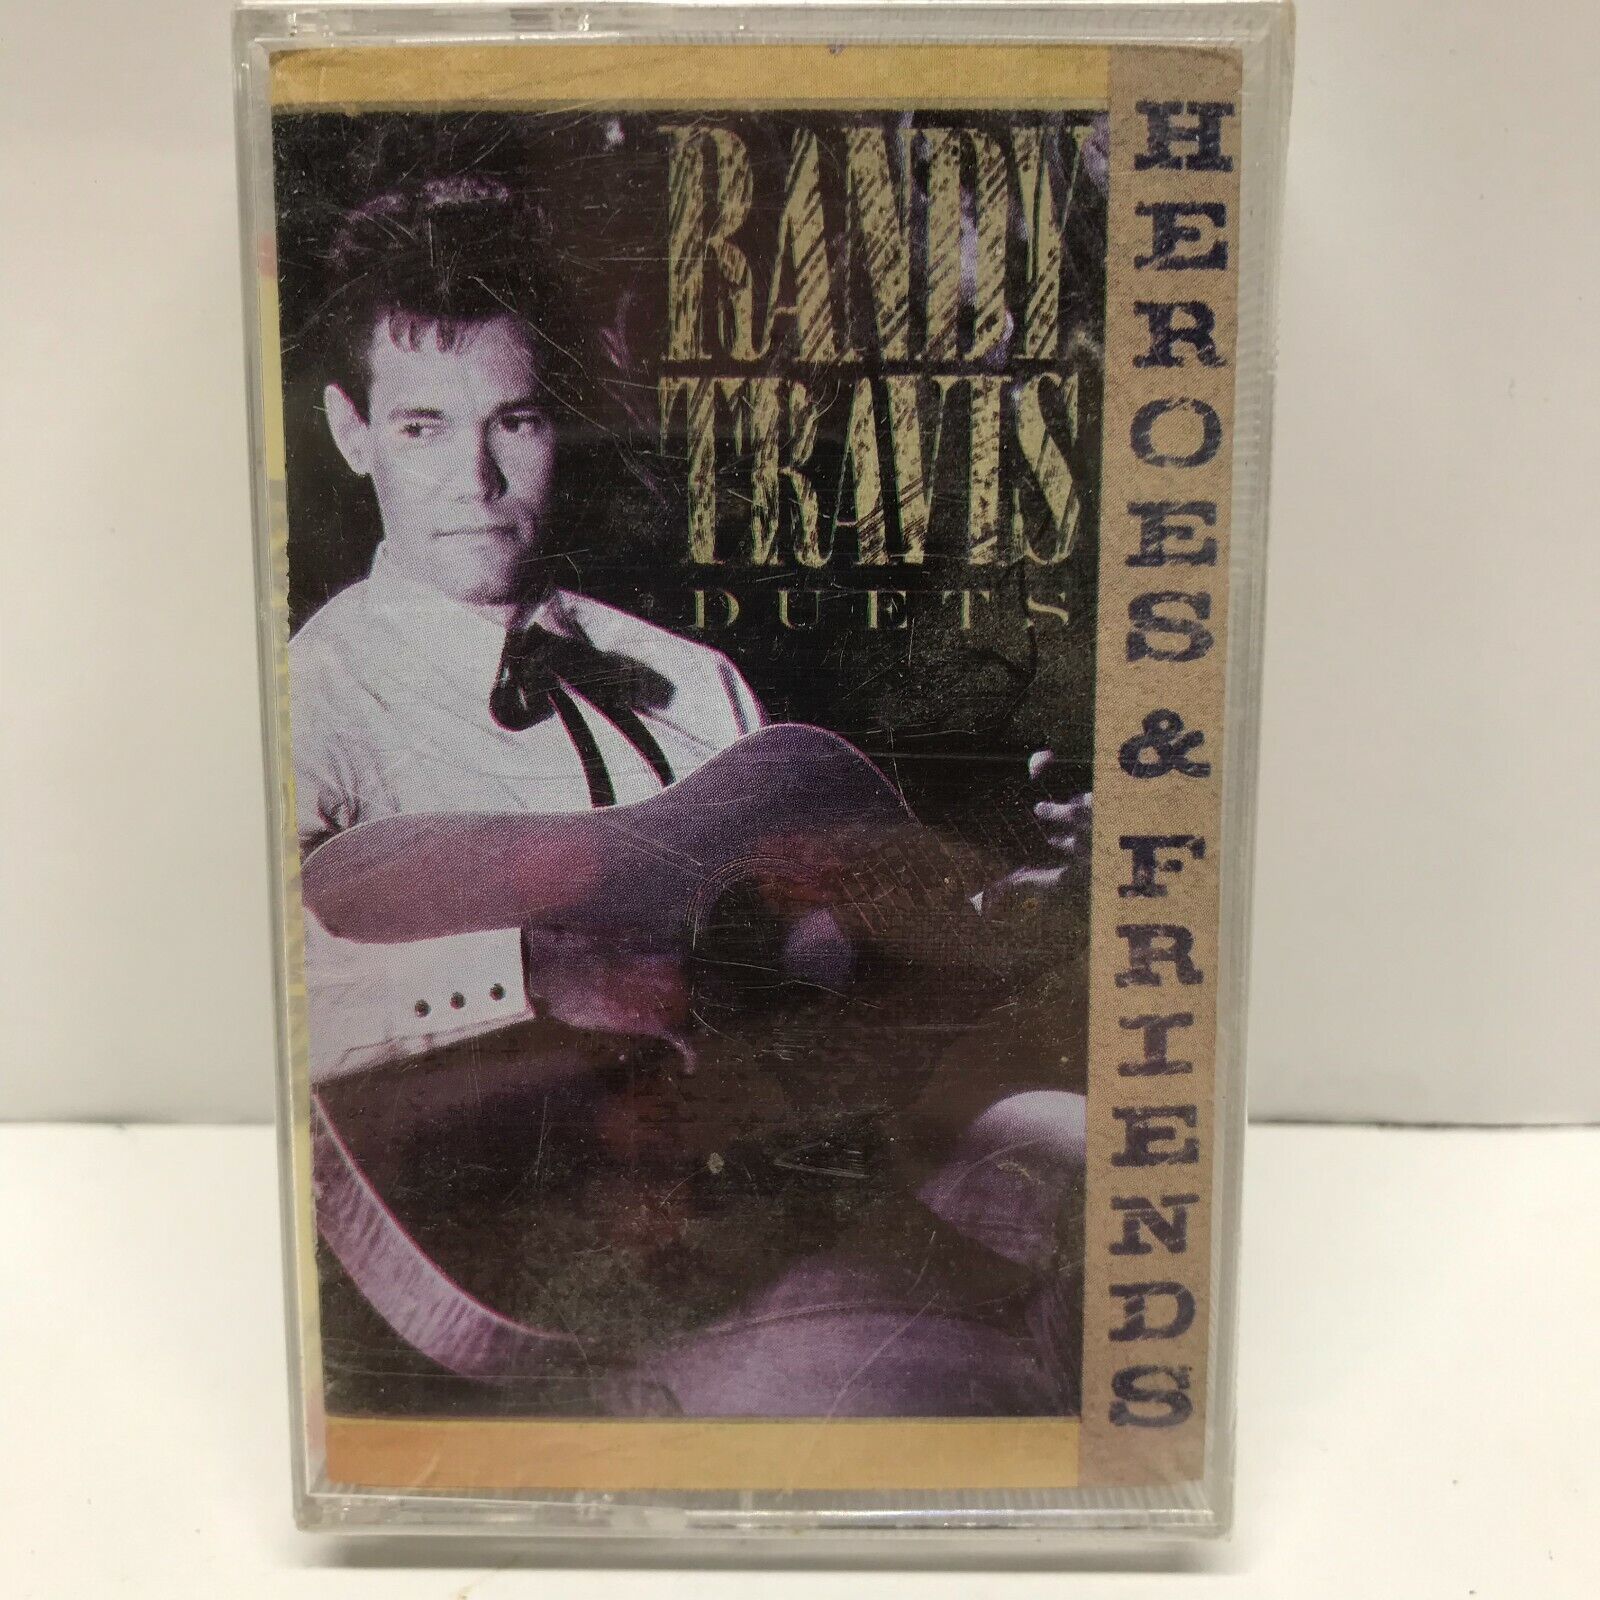 RANDY
TRAVIS
DUETS
HEROES & FRIENDS